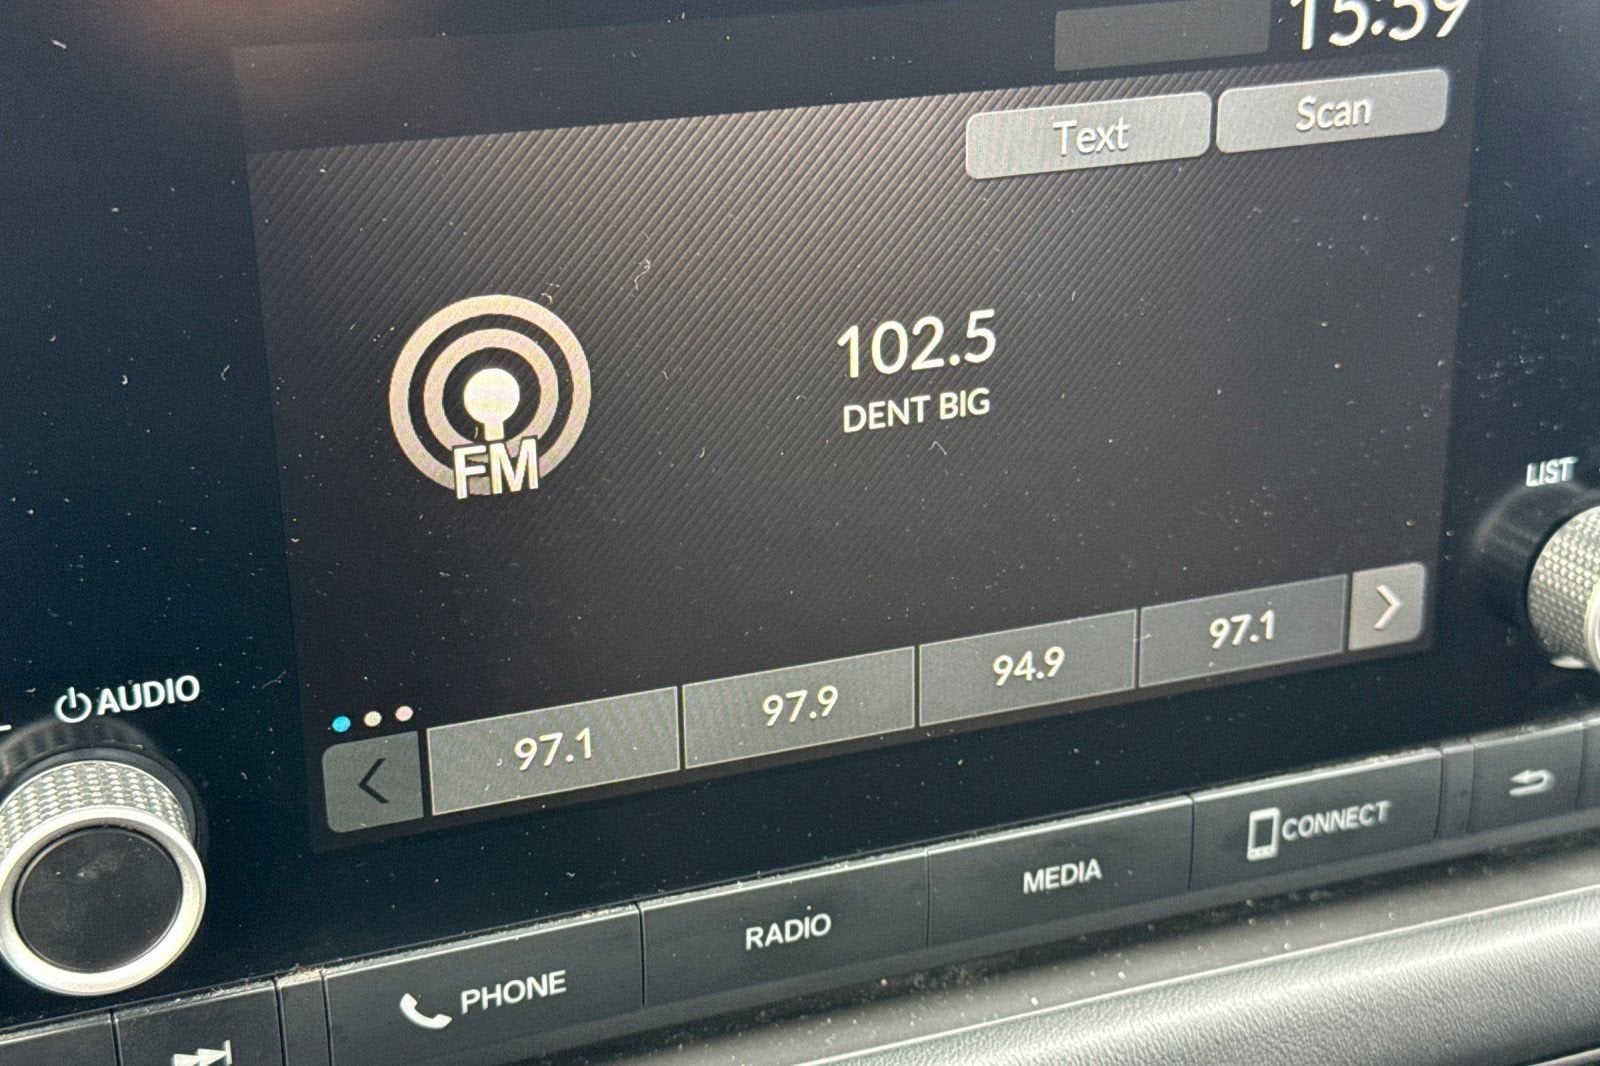 15:59
Text
Scan
102.5
DENT BIG
FM
LIST
AUDIO
97.1
97.9
94.9
97.1
PHONE
RADIO
MEDIA
CONNECT